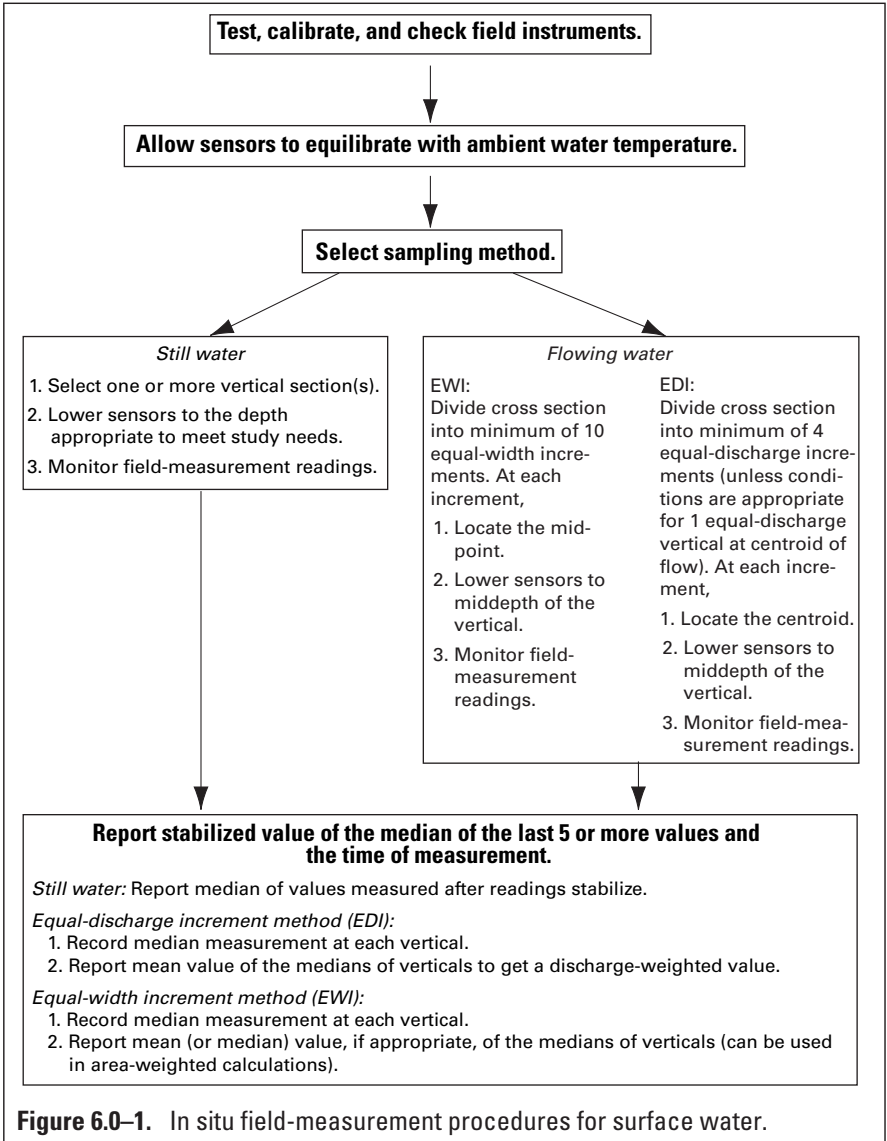 Test, calibrate, and check field instruments.
Allow sensors to equilibrate with ambient water temperature.
Select sampling method.
Still water
1. Select one or more vertical section(s).
2. Lower sensors to the depth
appropriate to meet study needs.
3. Monitor field-measurement readings.
Flowing water
EWI:
Divide cross section
into minimum of 10
equal-width incre-
ments. At each
increment,
1. Locate the mid-
point.
2. Lower sensors to
middepth of the
vertical.
3. Monitor field-
measurement
readings.
EDI:
Divide cross section
into minimum of 4
equal-discharge incre-
ments (unless condi-
tions are appropriate
for 1 equal-discharge
vertical at centroid of
flow). At each incre-
ment,
1. Locate the centroid.
2. Lower sensors to
middepth of the
vertical.
3. Monitor field-mea-
surement readings.
Report stabilized value of the median of the last 5 or more values and
the time of measurement.
Still water: Report median of values measured after readings stabilize.
Equal-discharge increment method (EDI):
1. Record median measurement at each vertical.
2. Report mean value of the medians of verticals to get a discharge-weighted value.
Equal-width increment method (EWI):
1. Record median measurement at each vertical.
2. Report mean (or median) value, if appropriate, of the medians of verticals (can be used
in area-weighted calculations).
Figure 6.0–1. In situ field-measurement procedures for surface water.